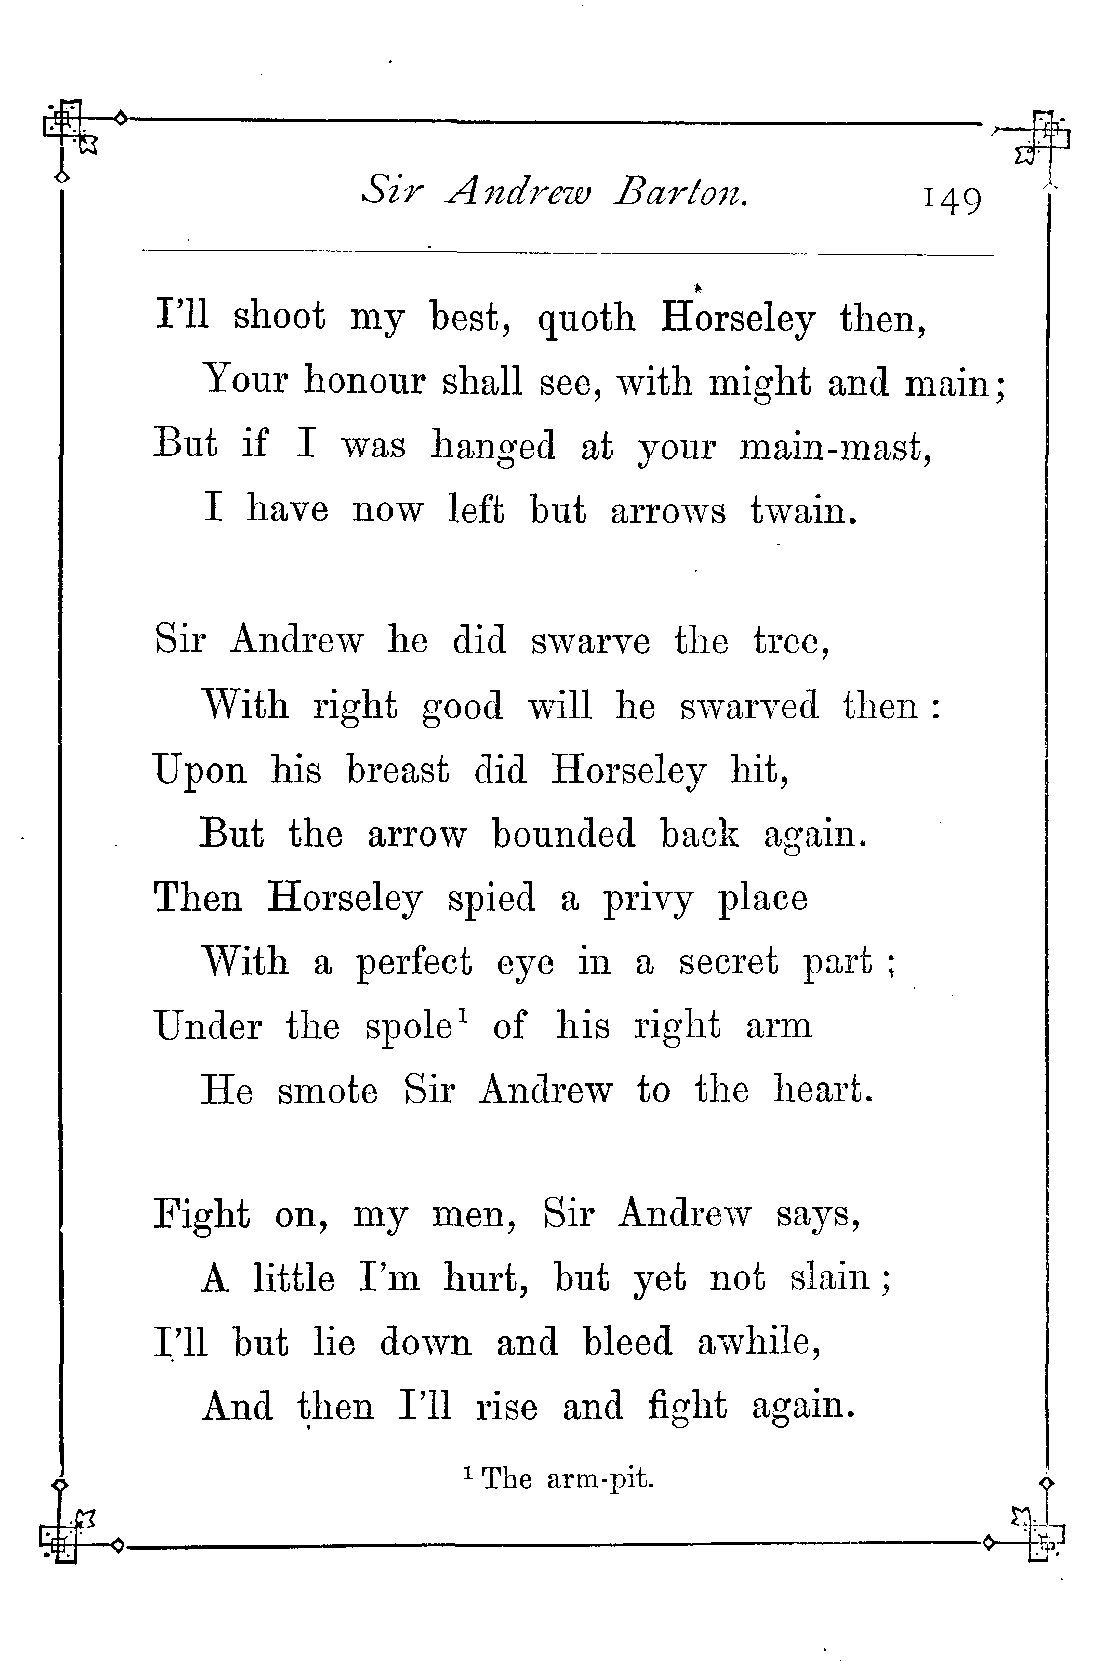 Sir Andrew Barton. 149
I'll shoot my best, quoth Horseley then,
Your honour shall see, with might and main;
But if I was hanged at your main-mast,
I have now left but arrows twain.
Sir Andrew he did swarve the tree,
With right good will he swarved then :
Upon his breast did Horseley hit,
But the arrow bounded back again.
Then Horseley spied a privy place
With a perfect eye in a secret part ;
Under the spole¹ of his right arm
He smote Sir Andrew to the heart.
Fight on, my men, Sir Andrew says,
A little I'm hurt, but yet not slain ;
I'll but lie down and bleed awhile,
And then I'll rise and fight again.
¹ The arm-pit.